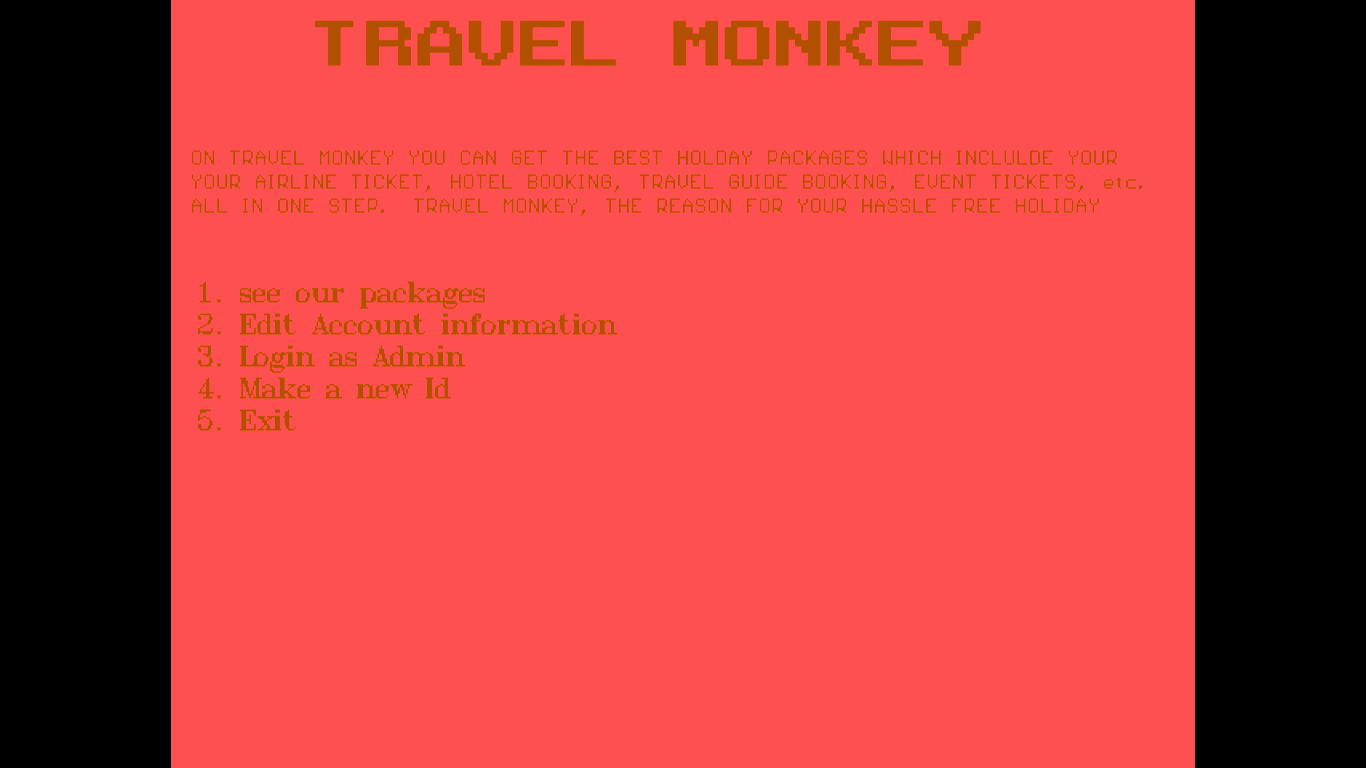 TRAVEL MONKEY
ON TRAVEL MONKEY YOU CAN GET THE BEST HOLDAY PACKAGES WHICH INCLULDE YOUR
YOUR AIRLINE TICKET, HOTEL BOOKING, TRAVEL GUIDE BOOKING, EVENT TICKETS, etc.
ALL IN ONE STEP. TRAVEL MONKEY, THE REASON FOR YOUR HASSLE FREE HOLIDAY
1. see our packages
2. Edit Account information
3. Login as Admin
4. Make a new Id
5. Exit